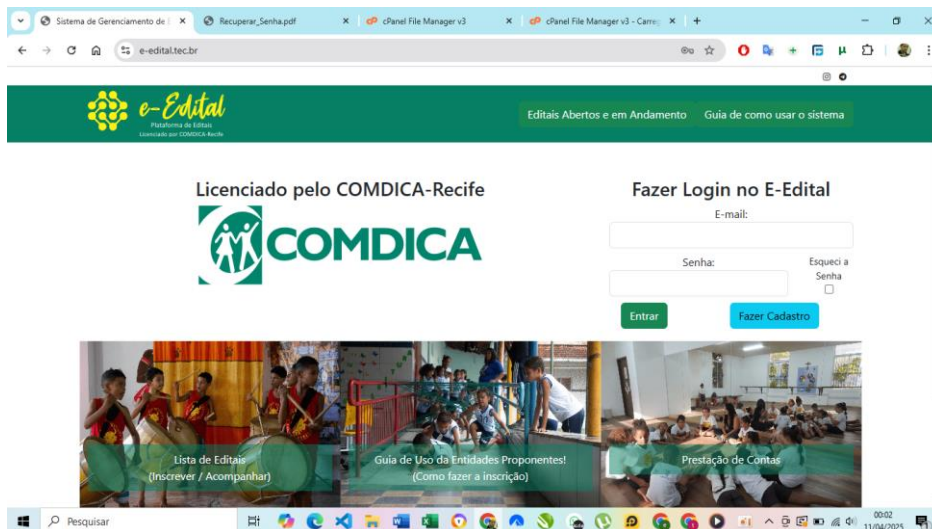 Sistema de Gerenciamento de
Recuperar_Senha.pdf
cPanel File Manager v3
cPanel File Manager v3 - Carreg
e-edital.tec.br
e-Edital
Plataforma de Editais
Licenciado por COMDICA-Recife
Editais Abertos e em Andamento
Guia de como usar o sistema
Licenciado pelo COMDICA-Recife
COMDICA
Fazer Login no E-Edital
E-mail:
Senha:
Esqueci a
Senha
Entrar
Fazer Cadastro
Lista de Editais
(Inscrever / Acompanhar)
Guia de Uso da Entidades Proponentes!
(Como fazer a inscrição)
Prestação de Contas
Pesquisar
00:02
11/04/2025